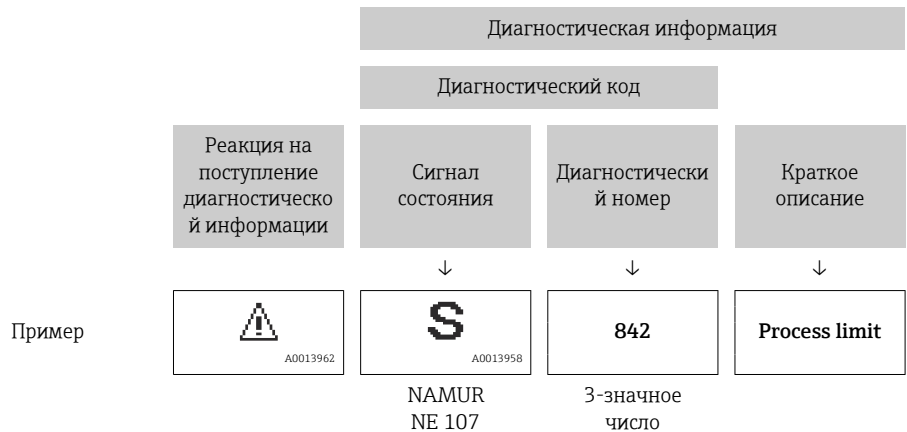 Диагностическая информация
Диагностический код
Реакция на
поступление
диагностическо
й информации
Сигнал
состояния
Диагностически
й номер
Краткое
описание
↓ ↓ ↓
Пример
A0013962
S
A0013958
842
Process limit
NAMUR
NE 107
3-значное
число